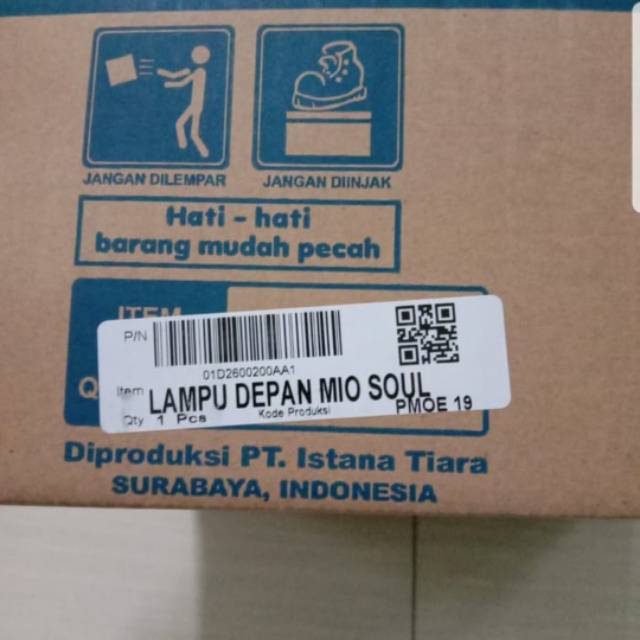 JANGAN DILEMPAR
JANGAN DIINJAK
Hati - hati
barang mudah pecah
ITEM
P/N
01D2600200AA1
Item LAMPU DEPAN MIO SOUL
Qty 1 Pcs Kode Produksi PMOE 19
Diproduksi PT. Istana Tiara
SURABAYA, INDONESIA